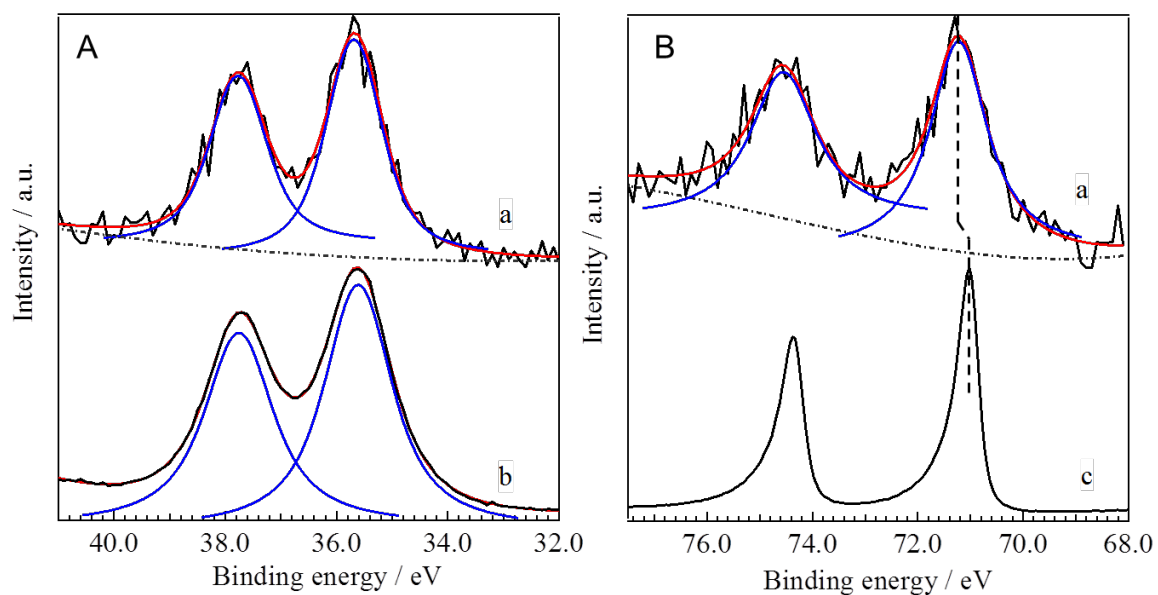 A
B
a
a
b
c
Intensity / a.u.
Intensity / a.u.
40.0 38.0 36.0 34.0 32.0
76.0 74.0 72.0 70.0 68.0
Binding energy / eV
Binding energy / eV